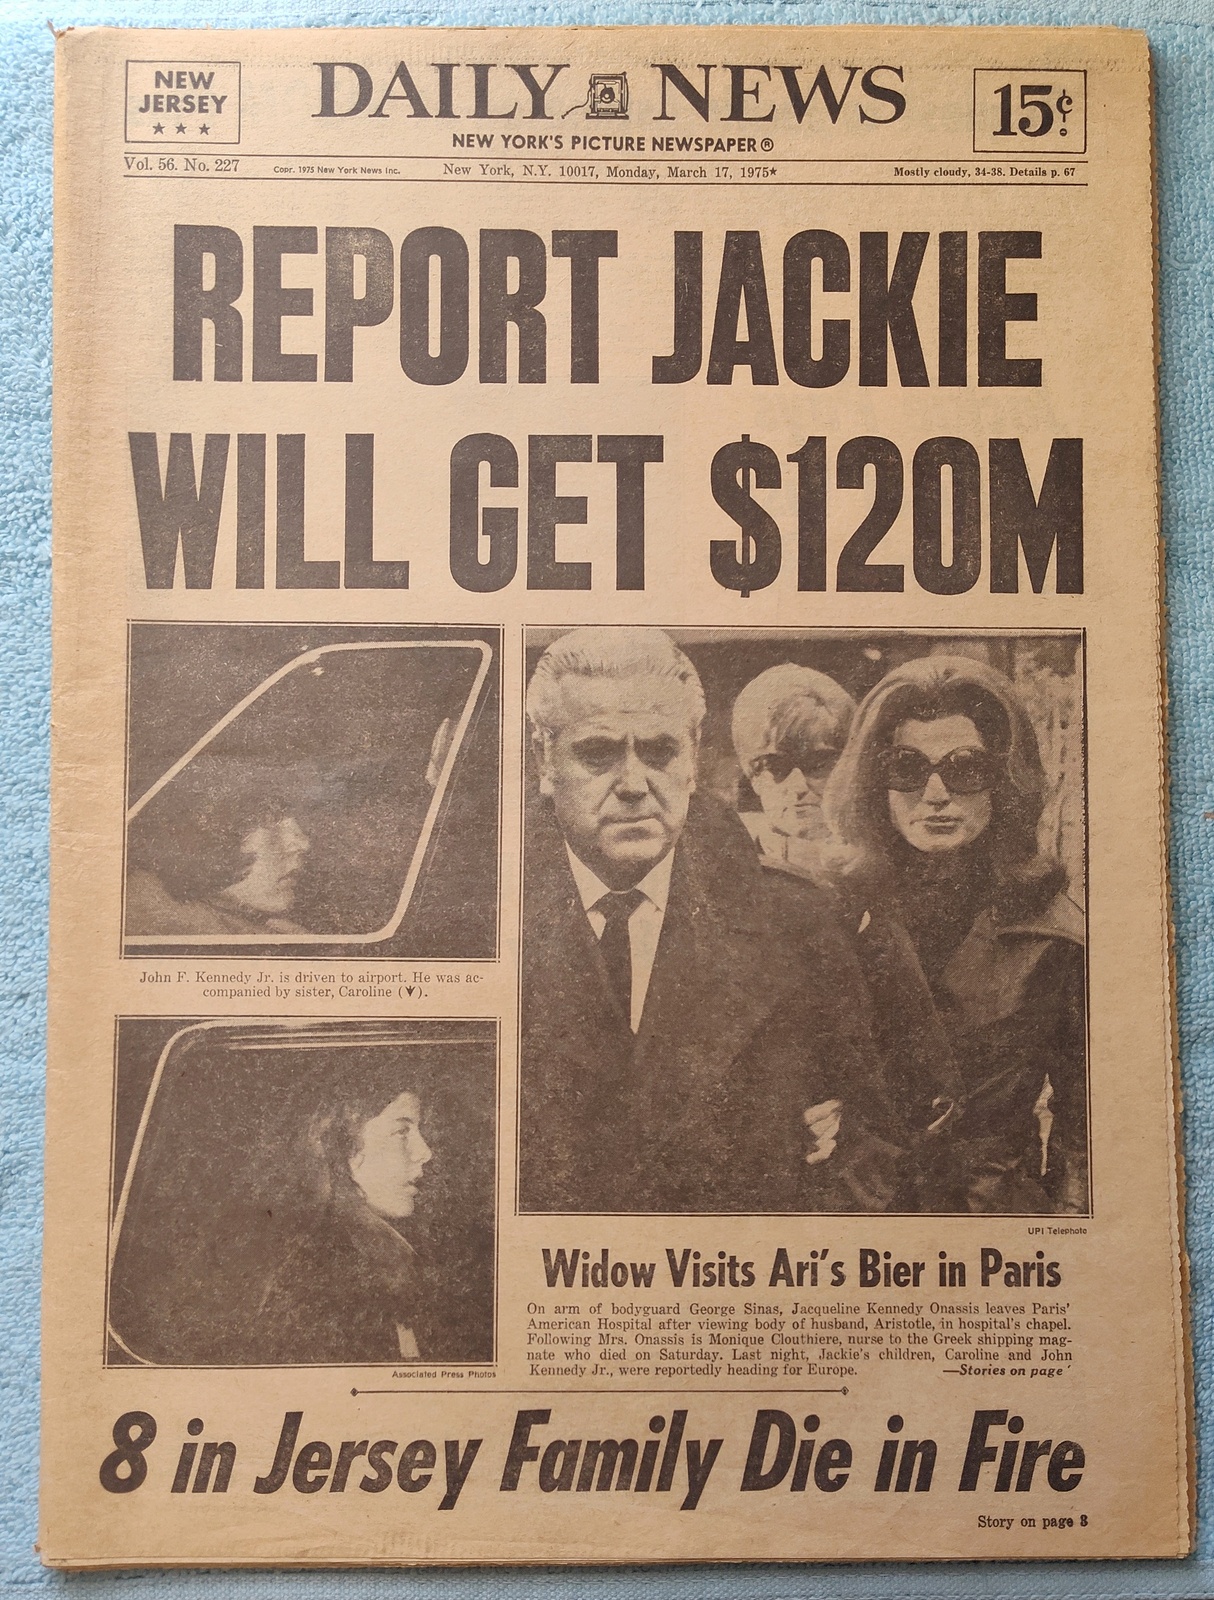 NEW
JERSEY
★ ★ ★
DAILY NEWS
NEW YORK'S PICTURE NEWSPAPER®
15¢
Vol. 56. No. 227
Copr. 1975 New York News Inc.
New York, N.Y. 10017, Monday, March 17, 1975★
Mostly cloudy, 34-38. Details p. 67
REPORT JACKIE
WILL GET $120M
John F. Kennedy Jr. is driven to airport. He was ac-
companied by sister, Caroline (
).
Associated Press Photos
UPI Telephoto
Widow Visits Ari's Bier in Paris
On arm of bodyguard George Sinas, Jacqueline Kennedy Onassis leaves Paris'
American Hospital after viewing body of husband, Aristotle, in hospital's chapel.
Following Mrs. Onassis is Monique Clouthiere, nurse to the Greek shipping mag-
nate who died on Saturday. Last night, Jackie's children, Caroline and John
Kennedy Jr., were reportedly heading for Europe. —Stories on page
8 in Jersey Family Die in Fire
Story on page 3